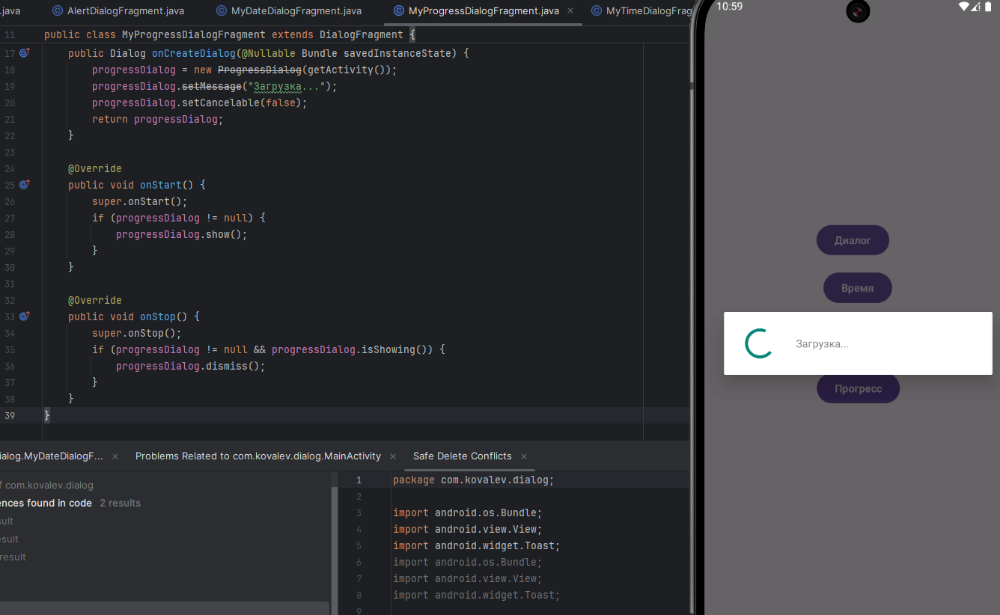 .java
AlertDialogFragment.java
MyDateDialogFragment.java
MyProgressDialogFragment.java
MyTimeDialogFrag
11 public class MyProgressDialogFragment extends DialogFragment {
17 public Dialog onCreateDialog(@Nullable Bundle savedInstanceState) {
18 progressDialog = new ProgressDialog(getActivity());
19 progressDialog.setMessage("Загрузка...");
20 progressDialog.setCancelable(false);
21 return progressDialog;
22 }
23
24 @Override
25 public void onStart() {
26 super.onStart();
27 if (progressDialog != null) {
28 progressDialog.show();
29 }
30 }
31
32 @Override
33 public void onStop() {
34 super.onStop();
35 if (progressDialog != null && progressDialog.isShowing()) {
36 progressDialog.dismiss();
37 }
38 }
39 }
ialog.MyDateDialogF...
Problems Related to com.kovalev.dialog.MainActivity
Safe Delete Conflicts
f com.kovalev.dialog
ences found in code 2 results
sult
esult
result
1 package com.kovalev.dialog;
2
3 import android.os.Bundle;
4 import android.view.View;
5 import android.widget.Toast;
6 import android.os.Bundle;
7 import android.view.View;
8 import android.widget.Toast;
9
10:59
Диалог
Время
Загрузка...
Прогресс